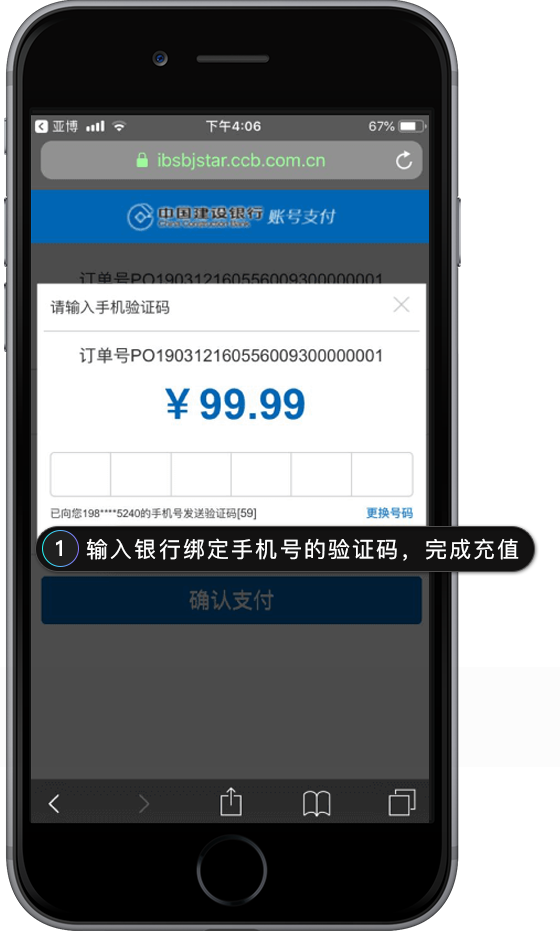 亚博 下午4:06 67%
ibsbjstar.ccb.com.cn
中国建设银行 账号支付
China Construction Bank
订单号PO1903121605560093000000001
请输入手机验证码
订单号PO1903121605560093000000001
¥ 99.99
已向您198****5240的手机号发送验证码[59] 更换号码
1 输入银行绑定手机号的验证码，完成充值
确认支付